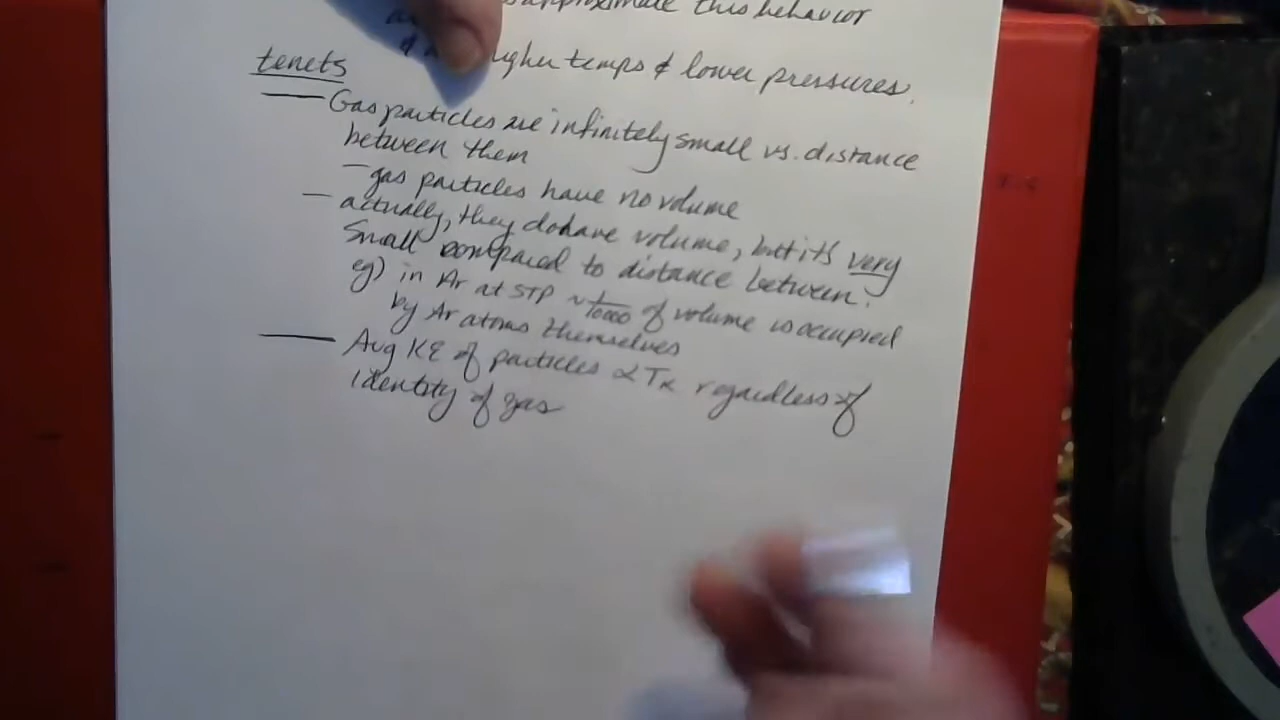 approximate this behavior
higher temps & lower pressures.
tenets
— Gas particles are infinitely small vs. distance
between them
- gas particles have no volume
- actually, they do have volume, but it's very
small compared to distance between.
eg) in Ar at STP ~1/1000 of volume is occupied
by Ar atoms themselves
— Avg KE of particles ∝ TK regardless of
identity of gas